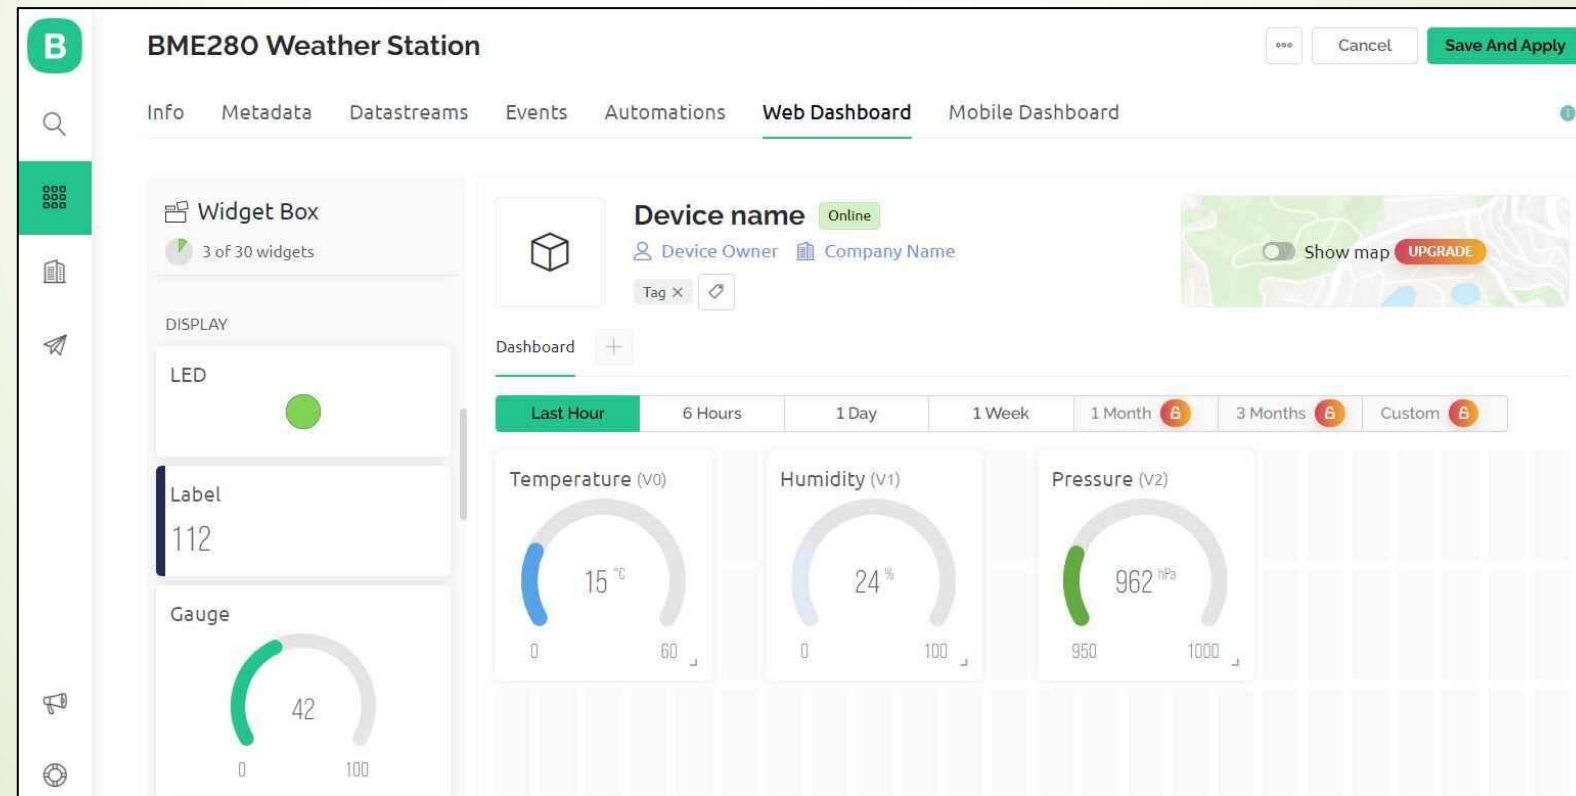 B
BME280 Weather Station
Cancel
Save And Apply
Info Metadata Datastreams Events Automations Web Dashboard Mobile Dashboard
Widget Box
3 of 30 widgets
DISPLAY
LED
Label
112
Gauge
42
0 100
Device name Online
Device Owner Company Name
Tag ×
Show map UPGRADE
Dashboard +
Last Hour 6 Hours 1 Day 1 Week 1 Month 3 Months Custom
Temperature (V0)
15 °C
0 60
Humidity (V1)
24 %
0 100
Pressure (V2)
962 hPa
950 1000